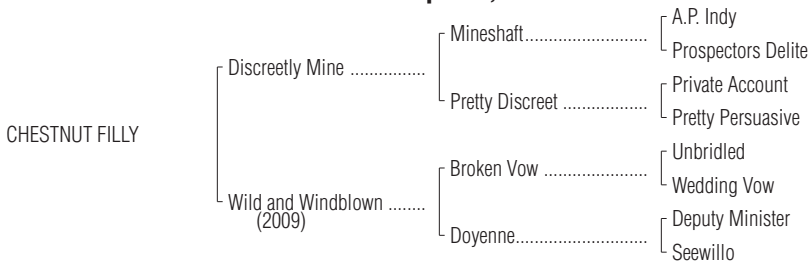 A.P. Indy
Mineshaft
Prospectors Delite
Discreetly Mine
Private Account
Pretty Discreet
Pretty Persuasive
CHESTNUT FILLY
Unbridled
Broken Vow
Wedding Vow
Wild and Windblown
(2009)
Deputy Minister
Doyenne
Seewillo